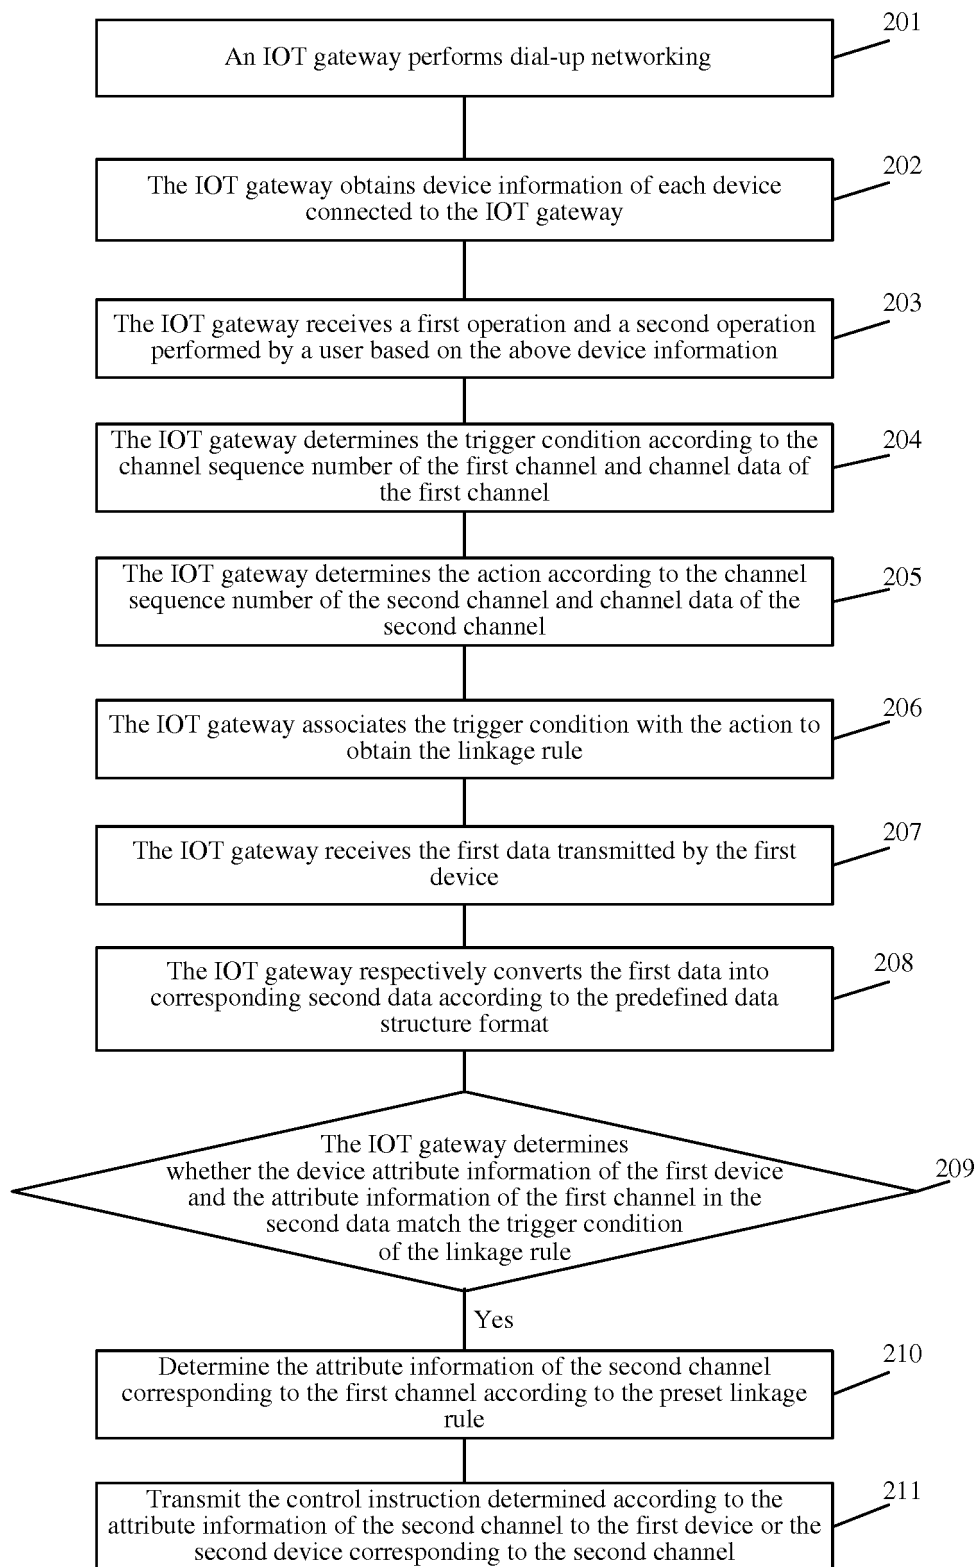 201
An IOT gateway performs dial-up networking
202
The IOT gateway obtains device information of each device
connected to the IOT gateway
203
The IOT gateway receives a first operation and a second operation
performed by a user based on the above device information
204
The IOT gateway determines the trigger condition according to the
channel sequence number of the first channel and channel data of
the first channel
205
The IOT gateway determines the action according to the channel
sequence number of the second channel and channel data of the
second channel
206
The IOT gateway associates the trigger condition with the action to
obtain the linkage rule
207
The IOT gateway receives the first data transmitted by the first
device
208
The IOT gateway respectively converts the first data into
corresponding second data according to the predefined data
structure format
The IOT gateway determines
whether the device attribute information of the first device
and the attribute information of the first channel in the
second data match the trigger condition
of the linkage rule
209
Yes
210
Determine the attribute information of the second channel
corresponding to the first channel according to the preset linkage
rule
211
Transmit the control instruction determined according to the
attribute information of the second channel to the first device or the
second device corresponding to the second channel